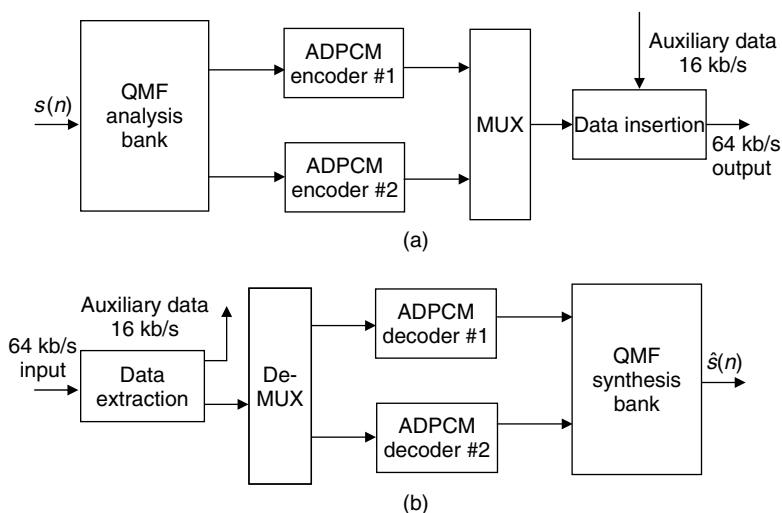 s(n)
QMF
analysis
bank
ADPCM
encoder #1
ADPCM
encoder #2
MUX
Auxiliary data
16 kb/s
Data insertion
64 kb/s
output
(a)
64 kb/s
input
Data
extraction
Auxiliary data
16 kb/s
De-
MUX
ADPCM
decoder #1
ADPCM
decoder #2
QMF
synthesis
bank
ŝ(n)
(b)